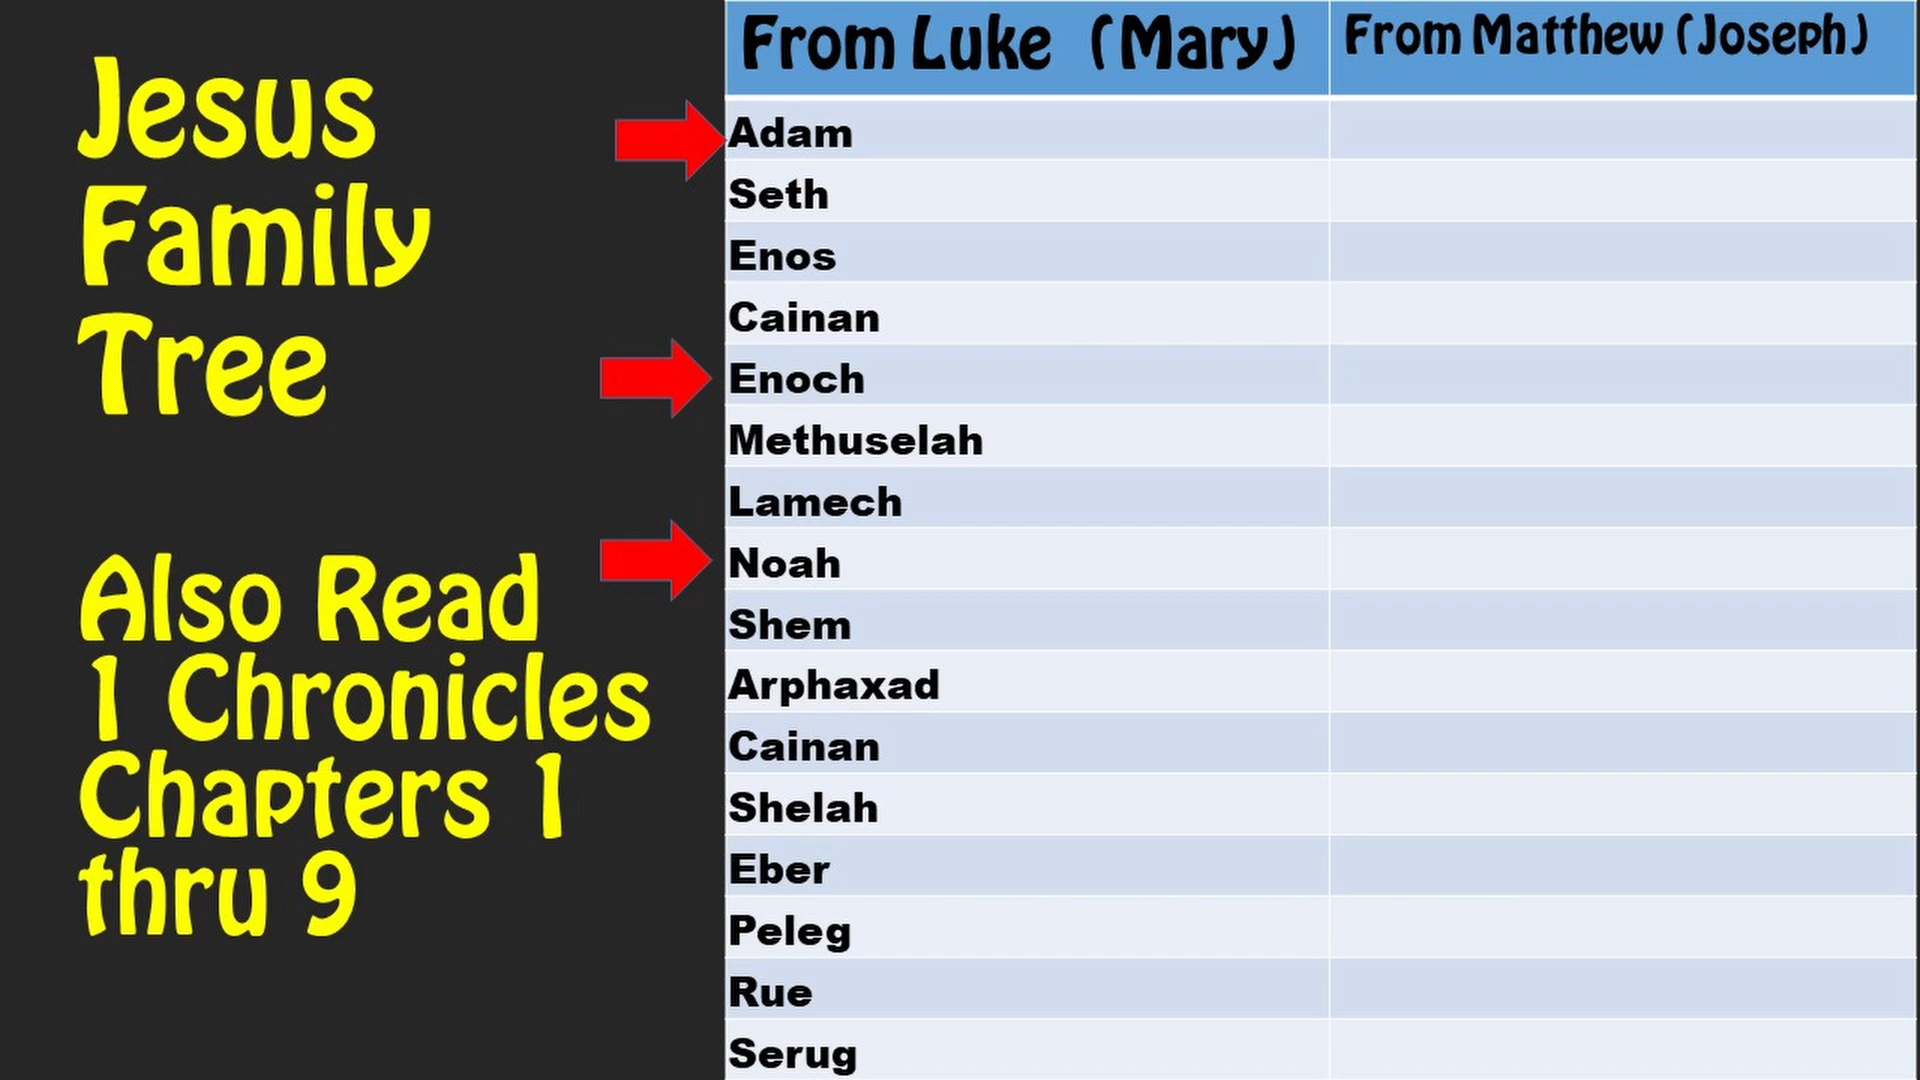 Jesus
Family
Tree
Also Read
1 Chronicles
Chapters 1
thru 9
From Luke (Mary)
From Matthew (Joseph)
Adam
Seth
Enos
Cainan
Enoch
Methuselah
Lamech
Noah
Shem
Arphaxad
Cainan
Shelah
Eber
Peleg
Rue
Serug